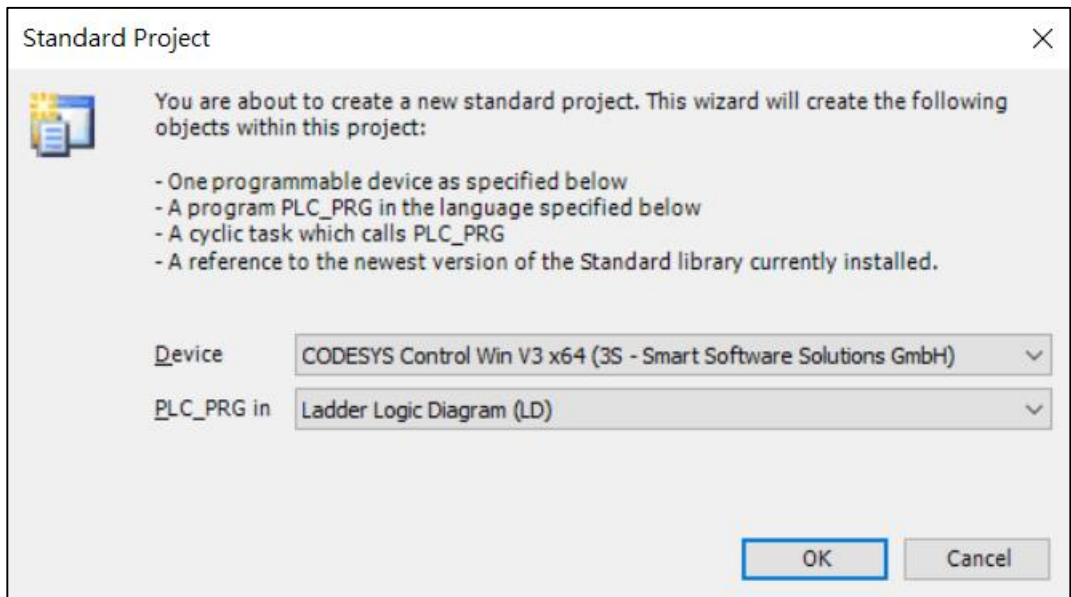 Standard Project
You are about to create a new standard project. This wizard will create the following
objects within this project:
- One programmable device as specified below
- A program PLC_PRG in the language specified below
- A cyclic task which calls PLC_PRG
- A reference to the newest version of the Standard library currently installed.
Device CODESYS Control Win V3 x64 (3S - Smart Software Solutions GmbH)
PLC_PRG in Ladder Logic Diagram (LD)
OK Cancel